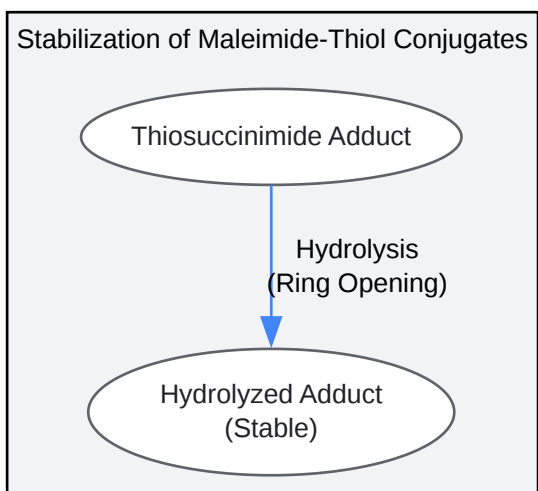 Stabilization of Maleimide-Thiol Conjugates
Thiosuccinimide Adduct
Hydrolysis
(Ring Opening)
Hydrolyzed Adduct
(Stable)